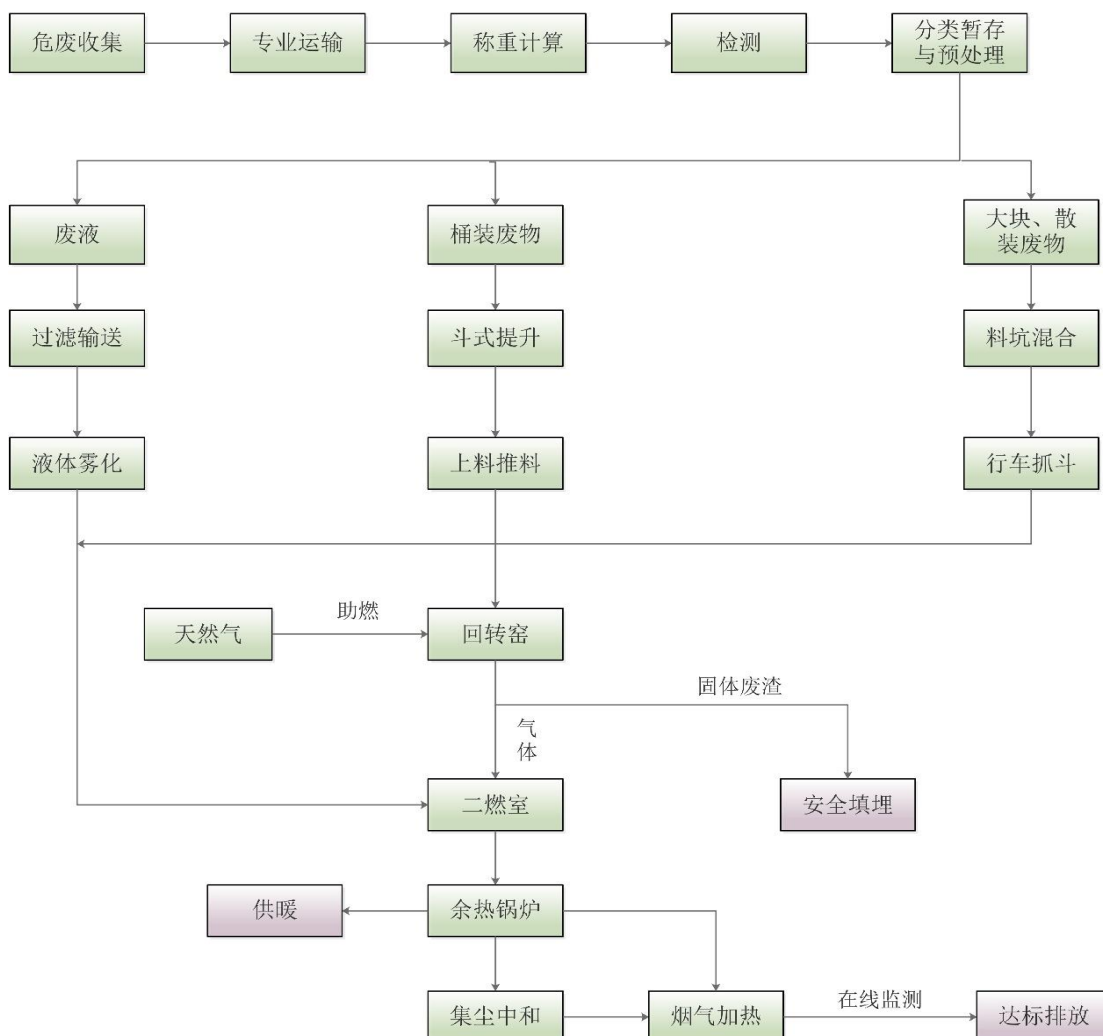 危废收集
专业运输
称重计算
检测
分类暂存
与预处理
废液
桶装废物
大块、散
装废物
过滤输送
斗式提升
料坑混合
液体雾化
上料推料
行车抓斗
天然气
助燃
回转窑
固体废渣
气
体
二燃室
安全填埋
供暖
余热锅炉
集尘中和
烟气加热
在线监测
达标排放